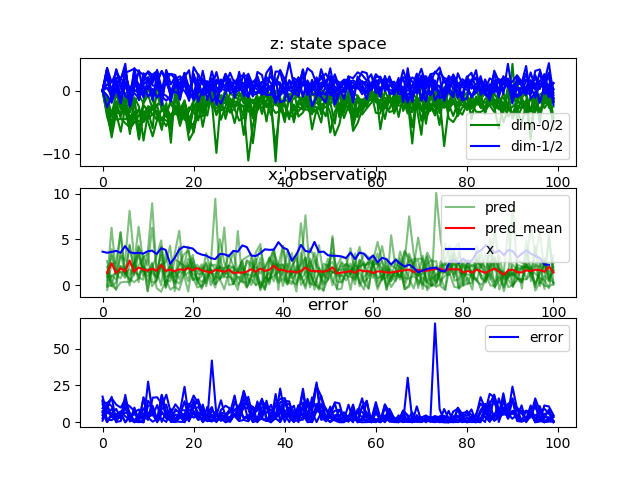 z: state space
0
−10
dim-0/2
dim-1/2
0 20 40 60 80 100
x: observation
10
5
0
pred
pred_mean
x
0 20 40 60 80 100
error
50
25
0
error
0 20 40 60 80 100